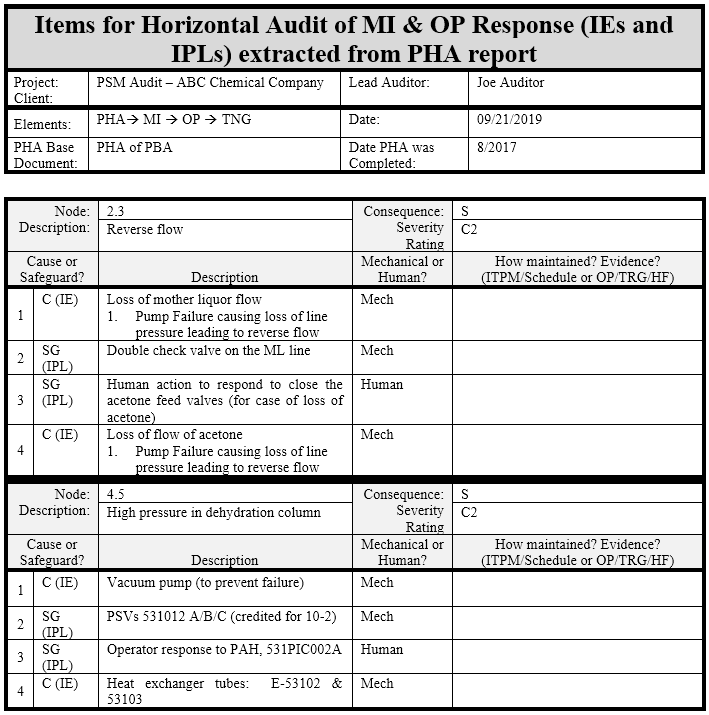 Items for Horizontal Audit of MI & OP Response (IEs and
IPLs) extracted from PHA report
Project: PSM Audit – ABC Chemical Company Lead Auditor: Joe Auditor
Client:
Elements: PHA→ MI → OP → TNG Date: 09/21/2019
PHA Base PHA of PBA Date PHA was 8/2017
Document: Completed:
Node: 2.3 Consequence: S
Description: Reverse flow Severity C2
Rating
Cause or Mechanical or How maintained? Evidence?
Safeguard? Description Human? (ITPM/Schedule or OP/TRG/HF)
1 C (IE) Loss of mother liquor flow Mech
1. Pump Failure causing loss of line
pressure leading to reverse flow
2 SG Double check valve on the ML line Mech
(IPL)
3 SG Human action to respond to close the Human
(IPL) acetone feed valves (for case of loss of
acetone)
4 C (IE) Loss of flow of acetone Mech
1. Pump Failure causing loss of line
pressure leading to reverse flow
Node: 4.5 Consequence: S
Description: High pressure in dehydration column Severity C2
Rating
Cause or Mechanical or How maintained? Evidence?
Safeguard? Description Human? (ITPM/Schedule or OP/TRG/HF)
1 C (IE) Vacuum pump (to prevent failure) Mech
2 SG PSVs 531012 A/B/C (credited for 10-2) Mech
(IPL)
3 SG Operator response to PAH, 531PIC002A Human
(IPL)
4 C (IE) Heat exchanger tubes: E-53102 & Mech
53103